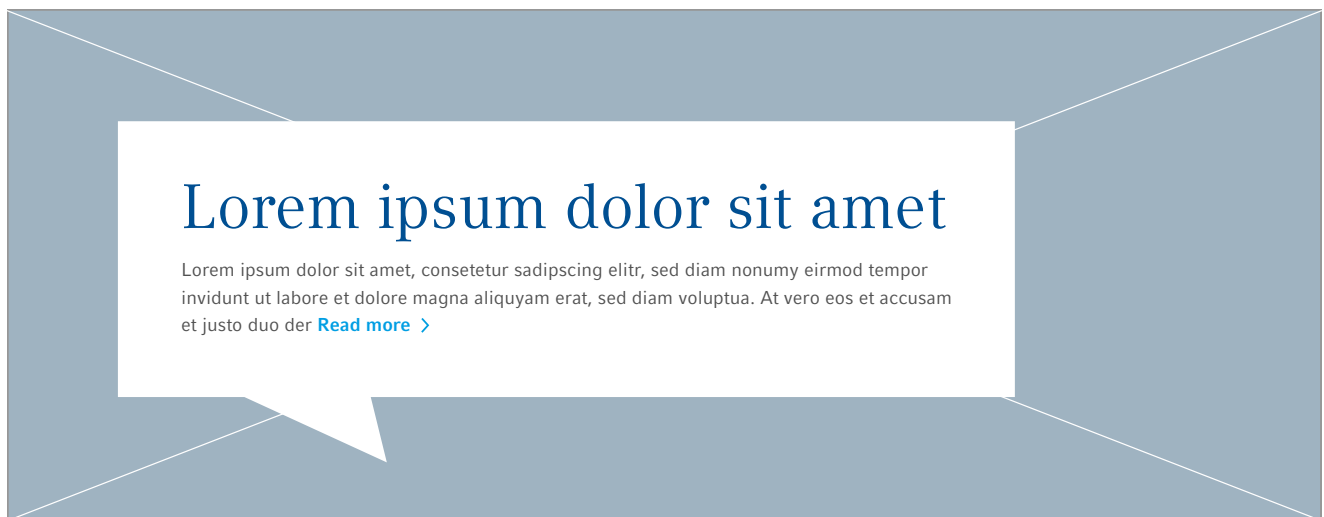 Lorem ipsum dolor sit amet
Lorem ipsum dolor sit amet, consetetur sadipscing elitr, sed diam nonumy eirmod tempor
invidunt ut labore et dolore magna aliquyam erat, sed diam voluptua. At vero eos et accusam
et justo duo der Read more